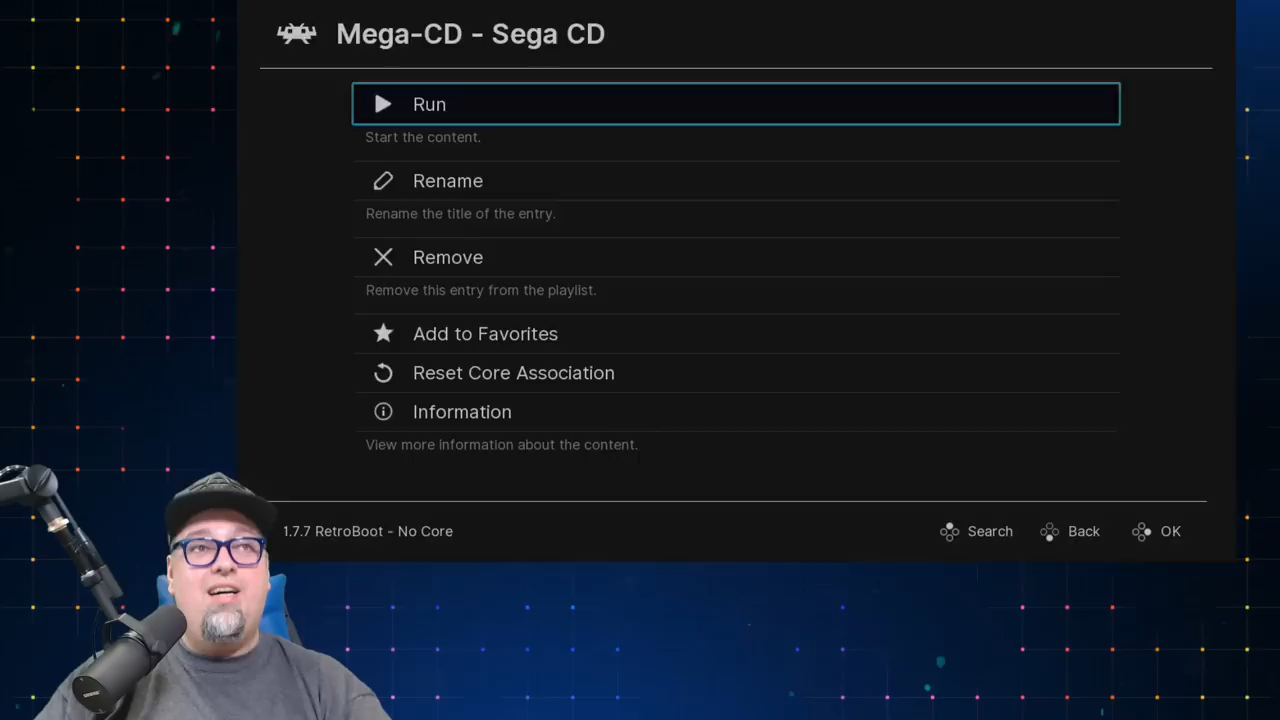 Mega-CD - Sega CD
Run
Start the content.
Rename
Rename the title of the entry.
Remove
Remove this entry from the playlist.
Add to Favorites
Reset Core Association
Information
View more information about the content.
1.7.7 RetroBoot - No Core
Search
Back
OK